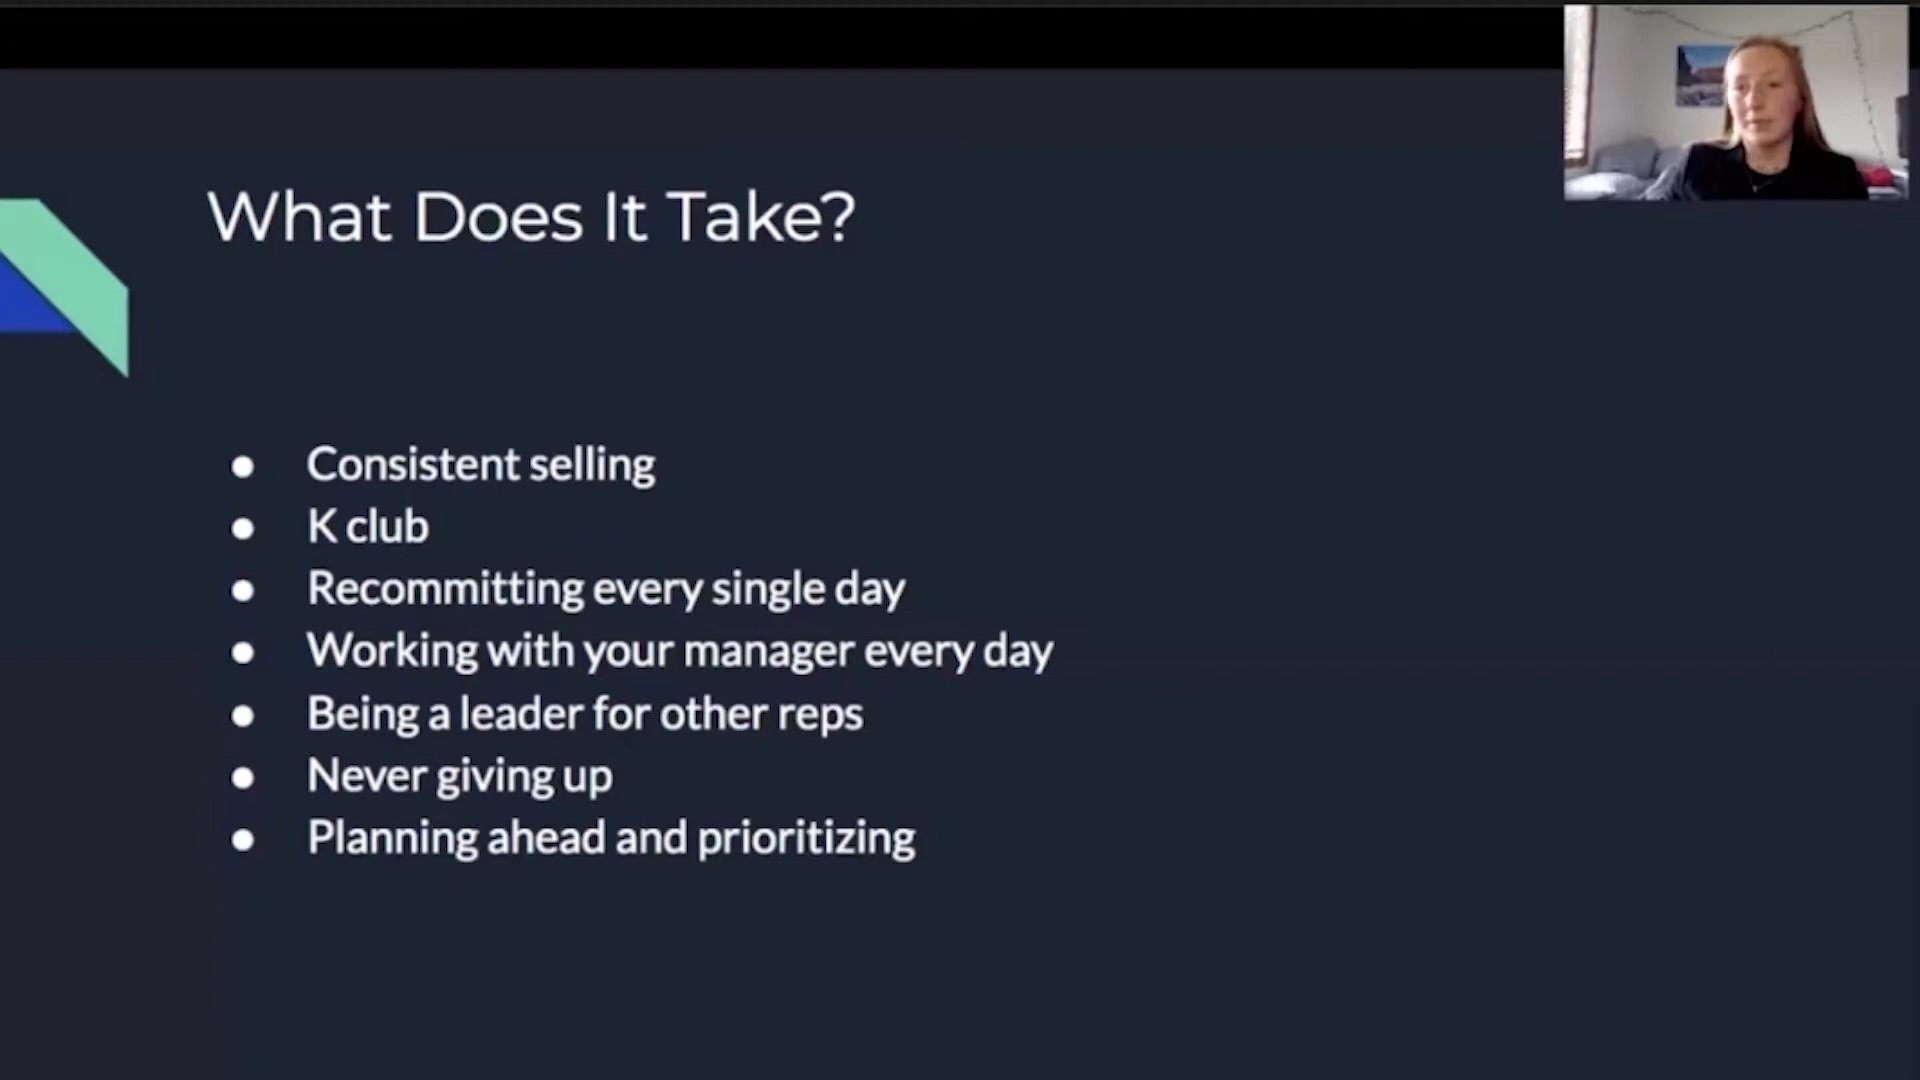 What Does It Take?
● Consistent selling
● K club
● Recommitting every single day
● Working with your manager every day
● Being a leader for other reps
● Never giving up
● Planning ahead and prioritizing